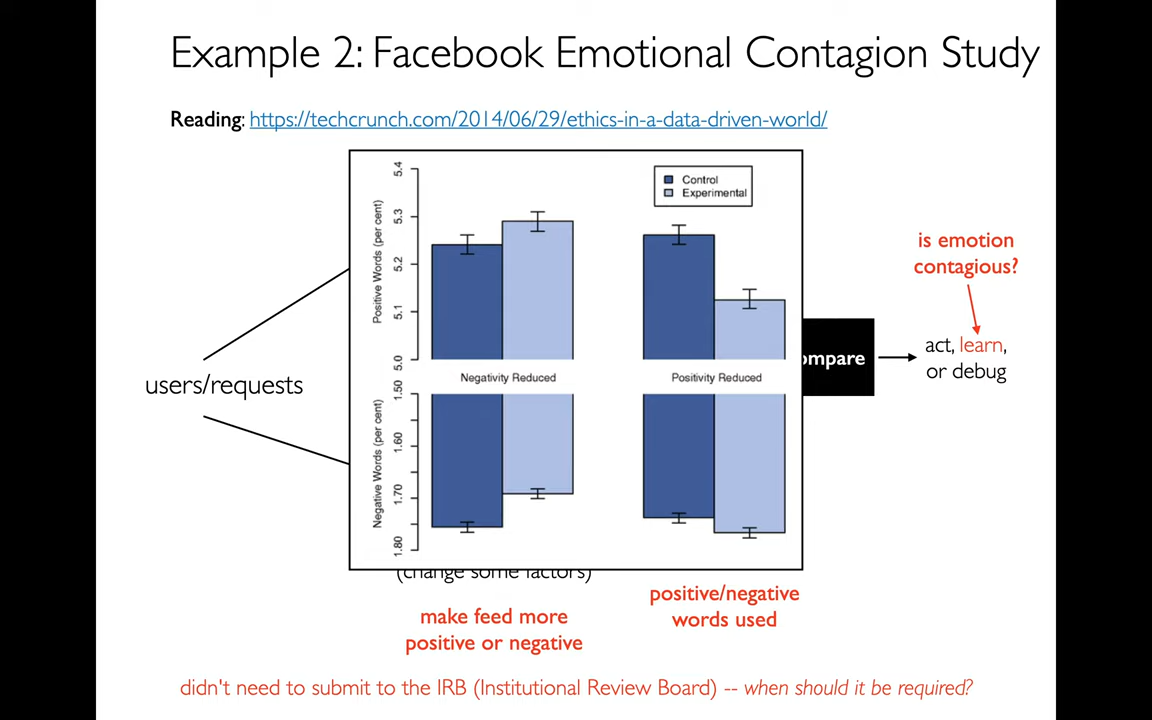 Example 2: Facebook Emotional Contagion Study
Reading: https://techcrunch.com/2014/06/29/ethics-in-a-data-driven-world/
Positive Words (per cent)
5.4
5.3
5.2
5.1
5.0
Control
Experimental
Negativity Reduced
Positivity Reduced
Negative Words (per cent)
1.50
1.60
1.70
1.80
users/requests
ompare
is emotion
contagious?
act, learn,
or debug
(change some factors)
make feed more
positive or negative
positive/negative
words used
didn't need to submit to the IRB (Institutional Review Board) -- when should it be required?